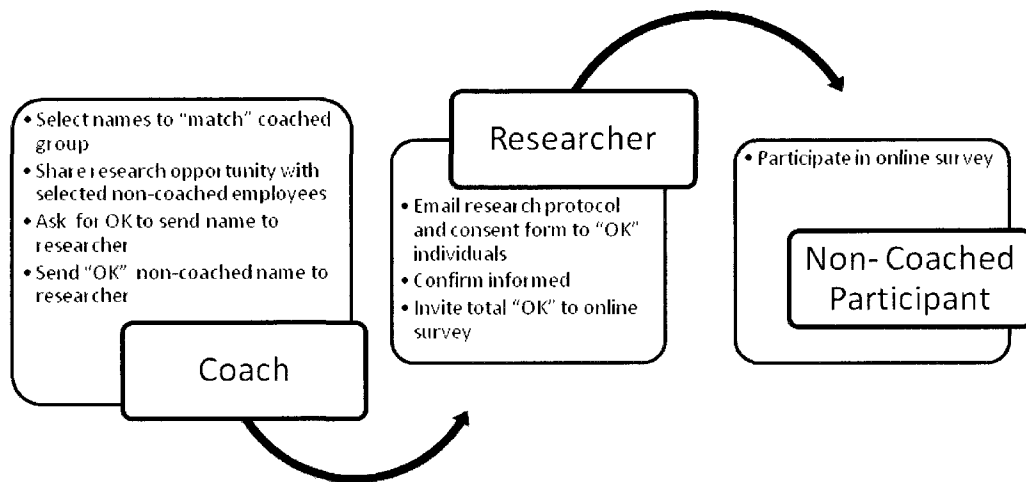 • Select names to "match" coached
group
• Share research opportunity with
selected non-coached employees
• Ask for OK to send name to
researcher
• Send "OK" non-coached name to
researcher
Coach
Researcher
• Email research protocol
and consent form to "OK"
individuals
• Confirm informed
• Invite total "OK" to online
survey
• Participate in online survey
Non-Coached
Participant